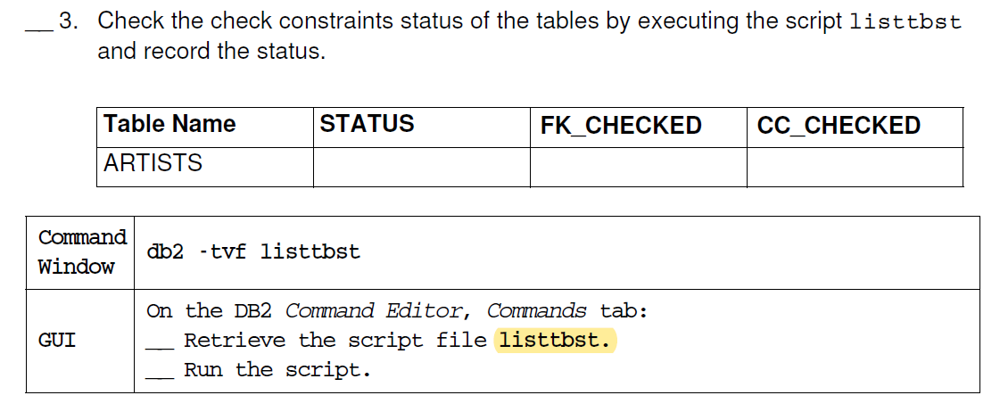 __ 3. Check the check constraints status of the tables by executing the script listtbst
and record the status.
Table Name STATUS FK_CHECKED CC_CHECKED
ARTISTS
Command
Window
db2 -tvf listtbst
GUI
On the DB2 Command Editor, Commands tab:
__ Retrieve the script file listtbst.
__ Run the script.